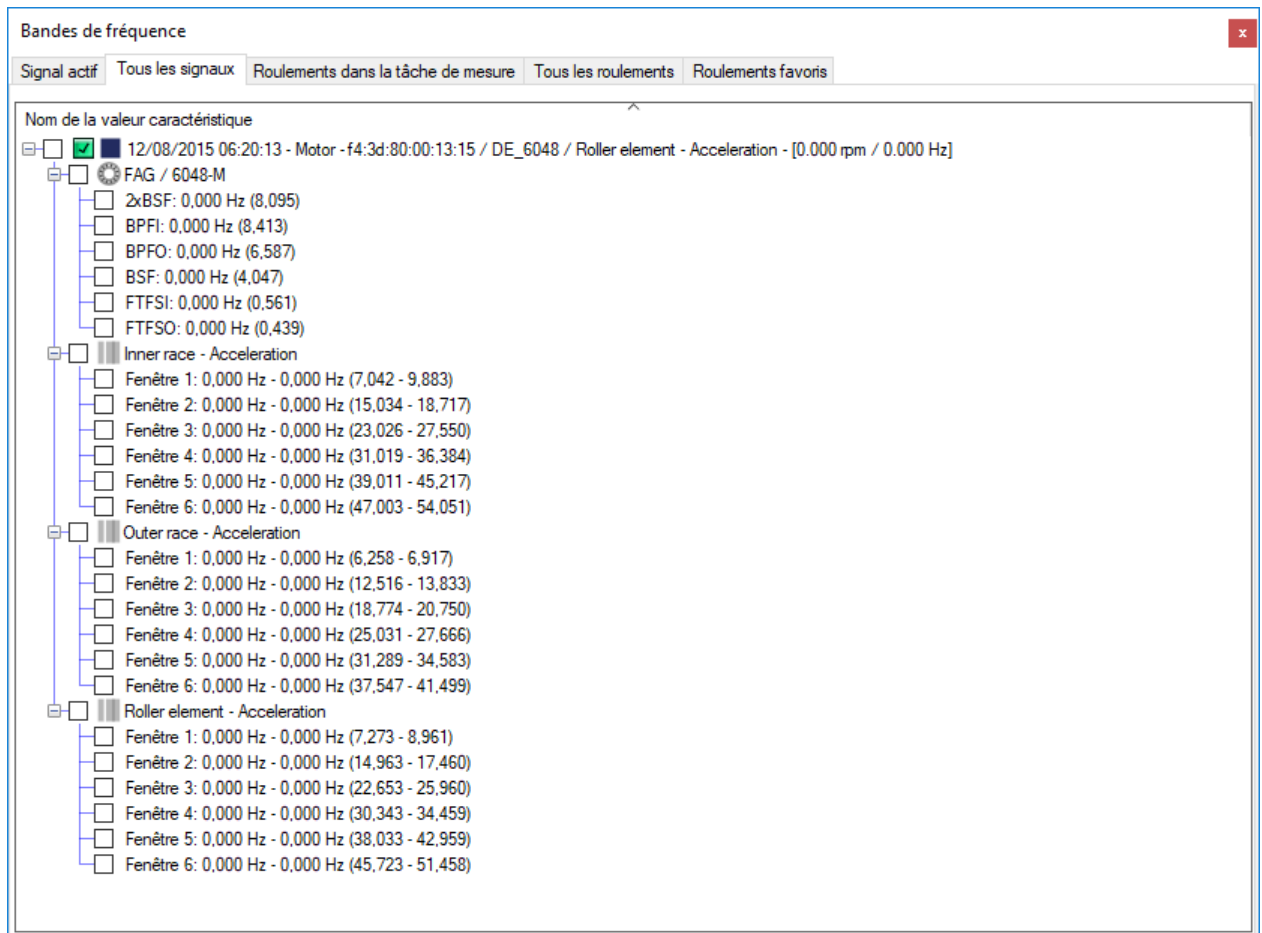 Bandes de fréquence
x
Signal actif Tous les signaux Roulements dans la tâche de mesure Tous les roulements Roulements favoris
Nom de la valeur caractéristique
12/08/2015 06:20:13 - Motor - f4:3d:80:00:13:15 / DE_6048 / Roller element - Acceleration - [0.000 rpm / 0.000 Hz]
FAG / 6048-M
2xBSF: 0,000 Hz (8,095)
BPFI: 0,000 Hz (8,413)
BPFO: 0,000 Hz (6,587)
BSF: 0,000 Hz (4,047)
FTFSI: 0,000 Hz (0,561)
FTFSO: 0,000 Hz (0,439)
Inner race - Acceleration
Fenêtre 1: 0,000 Hz - 0,000 Hz (7,042 - 9,883)
Fenêtre 2: 0,000 Hz - 0,000 Hz (15,034 - 18,717)
Fenêtre 3: 0,000 Hz - 0,000 Hz (23,026 - 27,550)
Fenêtre 4: 0,000 Hz - 0,000 Hz (31,019 - 36,384)
Fenêtre 5: 0,000 Hz - 0,000 Hz (39,011 - 45,217)
Fenêtre 6: 0,000 Hz - 0,000 Hz (47,003 - 54,051)
Outer race - Acceleration
Fenêtre 1: 0,000 Hz - 0,000 Hz (6,258 - 6,917)
Fenêtre 2: 0,000 Hz - 0,000 Hz (12,516 - 13,833)
Fenêtre 3: 0,000 Hz - 0,000 Hz (18,774 - 20,750)
Fenêtre 4: 0,000 Hz - 0,000 Hz (25,031 - 27,666)
Fenêtre 5: 0,000 Hz - 0,000 Hz (31,289 - 34,583)
Fenêtre 6: 0,000 Hz - 0,000 Hz (37,547 - 41,499)
Roller element - Acceleration
Fenêtre 1: 0,000 Hz - 0,000 Hz (7,273 - 8,961)
Fenêtre 2: 0,000 Hz - 0,000 Hz (14,963 - 17,460)
Fenêtre 3: 0,000 Hz - 0,000 Hz (22,653 - 25,960)
Fenêtre 4: 0,000 Hz - 0,000 Hz (30,343 - 34,459)
Fenêtre 5: 0,000 Hz - 0,000 Hz (38,033 - 42,959)
Fenêtre 6: 0,000 Hz - 0,000 Hz (45,723 - 51,458)